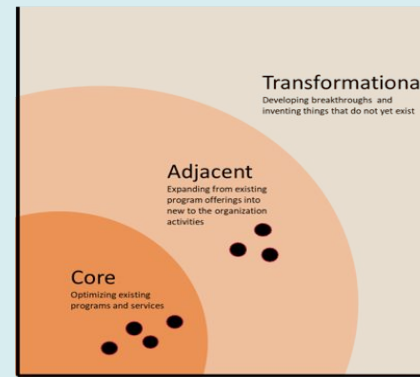 Transformationa
Developing breakthroughs and
inventing things that do not yet exist
Adjacent
Expanding from existing
program offerings into
new to the organization
activities
Core
Optimizing existing
programs and services